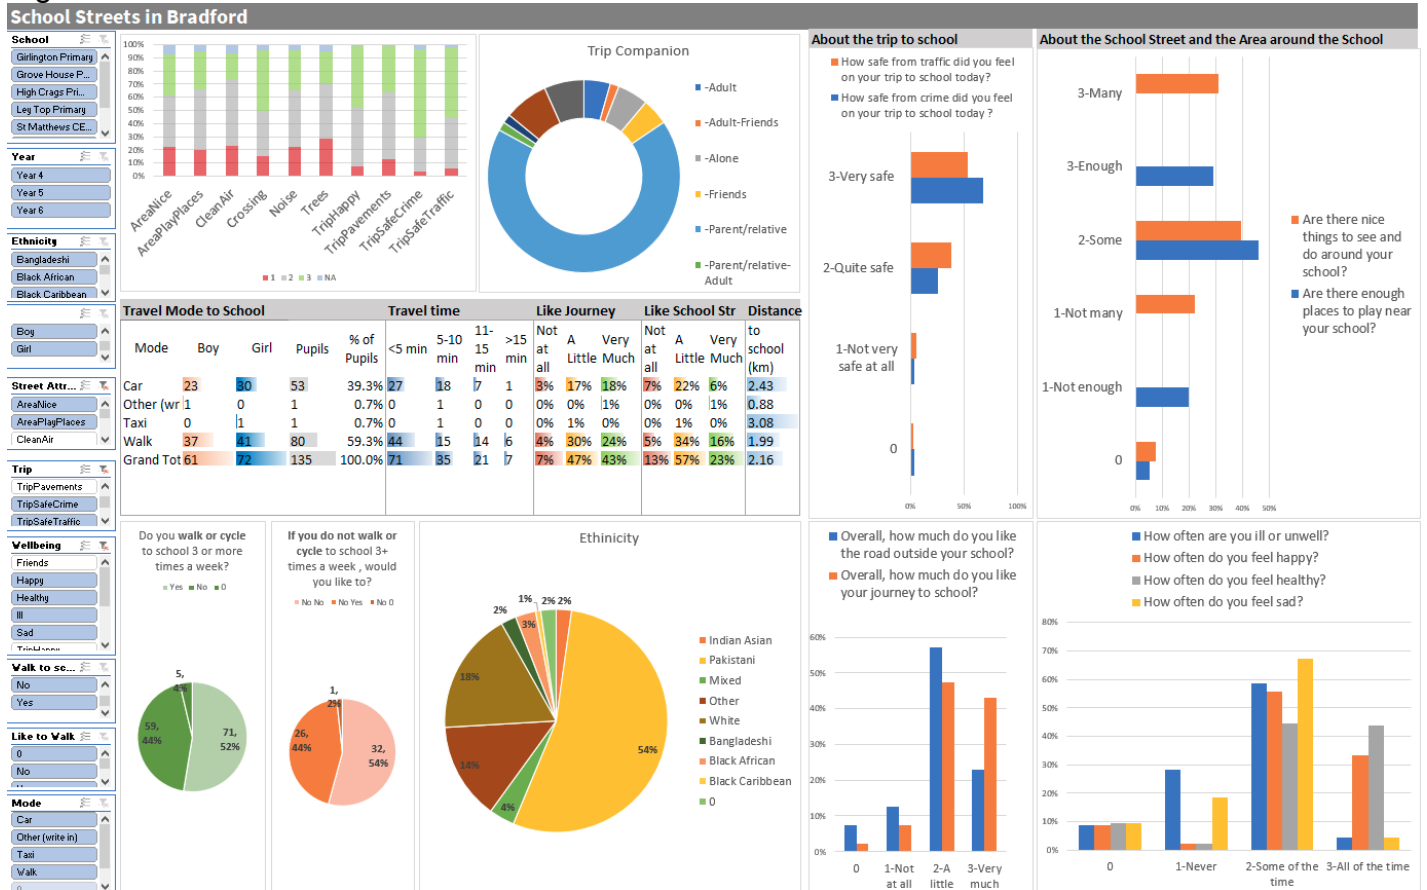 School Streets in Bradford
School
Girlington Primary
Grove House P...
High Crags Pri...
Ley Top Primary
St Matthews CE...
Year
Year 4
Year 5
Year 6
Ethnicity
Bangladeshi
Black African
Black Caribbean
Boy
Girl
Street Attr...
AreaNice
AreaPlayPlaces
CleanAir
Trip
TripPavements
TripSafeCrime
TripSafeTraffic
Wellbeing
Friends
Happy
Healthy
Ill
Sad
TripHappy
Walk to sc...
No
Yes
Like to Walk
0
No
Mode
Car
Other (write in)
Taxi
Walk
0
100%
90%
80%
70%
60%
50%
40%
30%
20%
10%
0%
AreaNice
AreaPlayPlaces
CleanAir
Crossing
Noise
Trees
TripHappy
TripPavements
TripSafeCrime
TripSafeTraffic
1 2 3 NA
Trip Companion
-Adult
-Adult-Friends
-Alone
-Friends
-Parent/relative
-Parent/relative-
Adult
Travel Mode to School Travel time Like Journey Like School Str Distance
Mode Boy Girl Pupils % of Pupils <5 min 5-10 min 11-15 min >15 min Not at all A Little Very Much Not at all A Little Very Much to school (km)
Car 23 30 53 39.3% 27 18 7 1 3% 17% 18% 7% 22% 6% 2.43
Other (wr 1 0 1 0.7% 0 1 0 0 0% 0% 1% 0% 0% 1% 0.88
Taxi 0 1 1 0.7% 0 1 0 0 0% 1% 0% 0% 1% 0% 3.08
Walk 37 41 80 59.3% 44 15 14 6 4% 30% 24% 5% 34% 16% 1.99
Grand Tot 61 72 135 100.0% 71 35 21 7 7% 47% 43% 13% 57% 23% 2.16
About the trip to school
How safe from traffic did you feel
on your trip to school today?
How safe from crime did you feel
on your trip to school today ?
3-Very safe
2-Quite safe
1-Not very
safe at all
0
0% 50% 100%
About the School Street and the Area around the School
3-Many
3-Enough
2-Some
1-Not many
1-Not enough
0
0% 10% 20% 30% 40% 50%
Are there nice
things to see and
do around your
school?
Are there enough
places to play near
your school?
Do you walk or cycle
to school 3 or more
times a week?
Yes No 0
5,
4%
59,
44%
71,
52%
If you do not walk or
cycle to school 3+
times a week , would
you like to?
No No No Yes No 0
1,
2%
26,
44%
32,
54%
Ethinicity
2%
1%
2% 2%
3%
18%
14%
4%
54%
Indian Asian
Pakistani
Mixed
Other
White
Bangladeshi
Black African
Black Caribbean
0
Overall, how much do you like
the road outside your school?
Overall, how much do you like
your journey to school?
60%
50%
40%
30%
20%
10%
0%
0 1-Not at all 2-A little 3-Very much
How often are you ill or unwell?
How often do you feel happy?
How often do you feel healthy?
How often do you feel sad?
80%
70%
60%
50%
40%
30%
20%
10%
0%
0 1-Never 2-Some of the time 3-All of the time